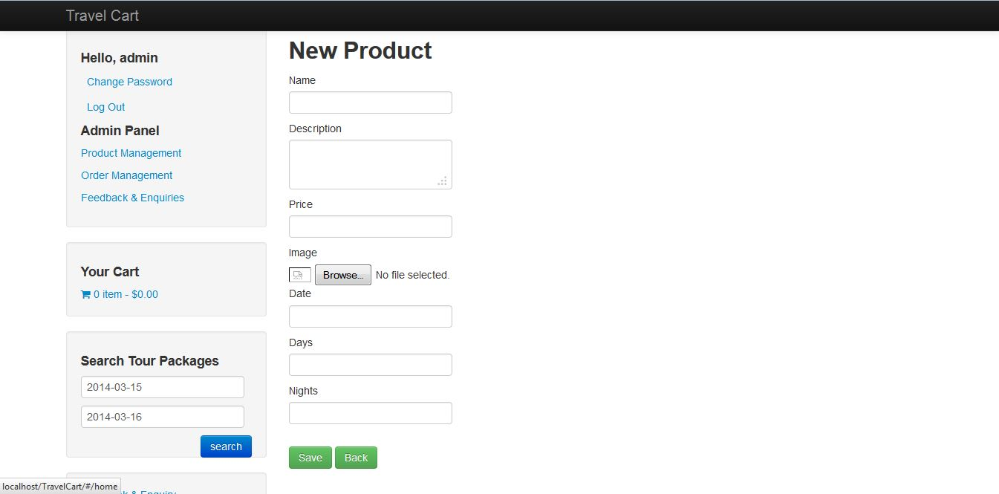 Travel Cart
Hello, admin
Change Password
Log Out
Admin Panel
Product Management
Order Management
Feedback & Enquiries
Your Cart
0 item - $0.00
Search Tour Packages
2014-03-15
2014-03-16
search
& Enquiry
localhost/TravelCart/#/home
New Product
Name
Description
Price
Image
Browse... No file selected.
Date
Days
Nights
Save Back